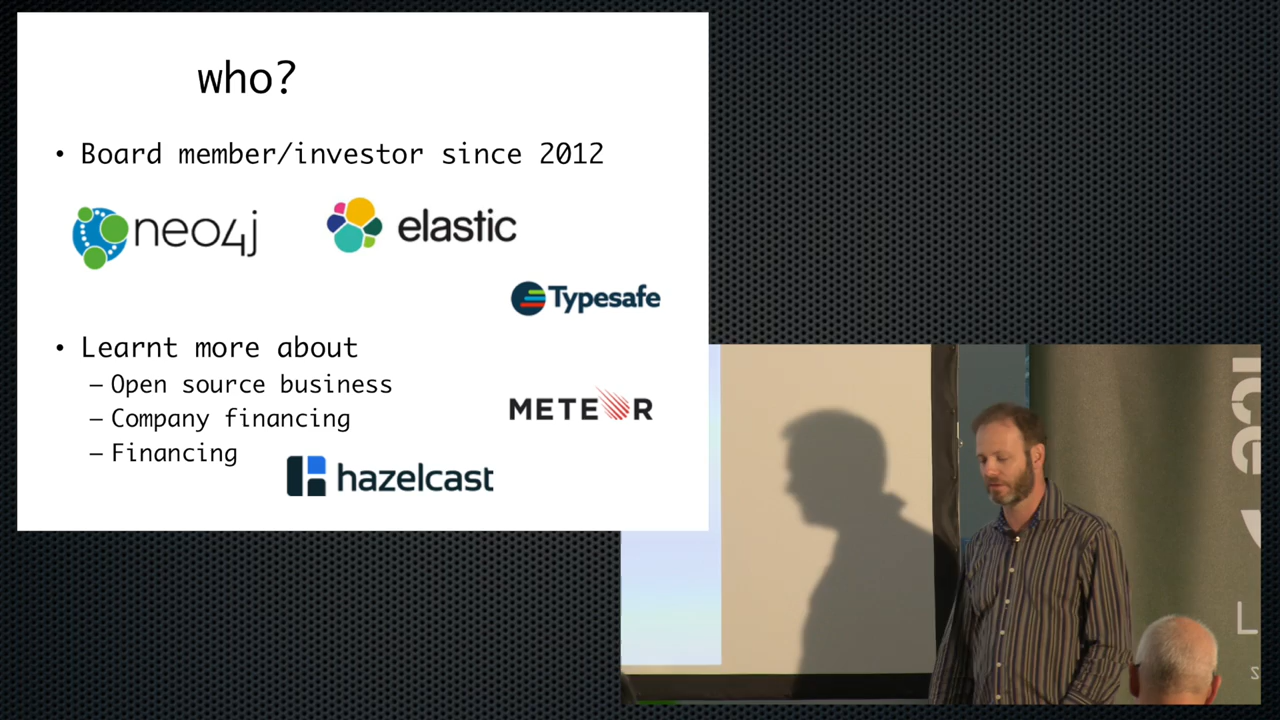 who?
• Board member/investor since 2012
neo4j
elastic
Typesafe
• Learnt more about
– Open source business
– Company financing
METEOR
– Financing
hazelcast